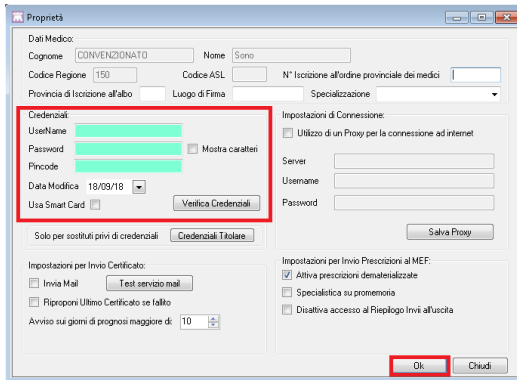 Proprietà
Dati Medico:
Cognome CONVENZIONATO Nome Sono
Codice Regione 150 Codice ASL N° Iscrizione all'ordine provinciale dei medici
Provincia di Iscrizione all'albo Luogo di Firma Specializzazione
Credenziali:
UserName
Password Mostra caratteri
Pincode
Data Modifica 18/09/18
Usa Smart Card Verifica Credenziali
Solo per sostituti privi di credenziali Credenziali Titolare
Impostazioni per Invio Certificato:
Invia Mail Test servizio mail
Riproponi Ultimo Certificato se fallito
Avviso sui giorni di prognosi maggiore di: 10
Impostazioni di Connessione:
Utilizzo di un Proxy per la connessione ad internet
Server
Username
Password
Salva Proxy
Impostazioni per Invio Prescrizioni al MEF:
Attiva prescrizioni dematerializzate
Specialistica su promemoria
Disattiva accesso al Riepilogo Invii all'uscita
Ok Chiudi